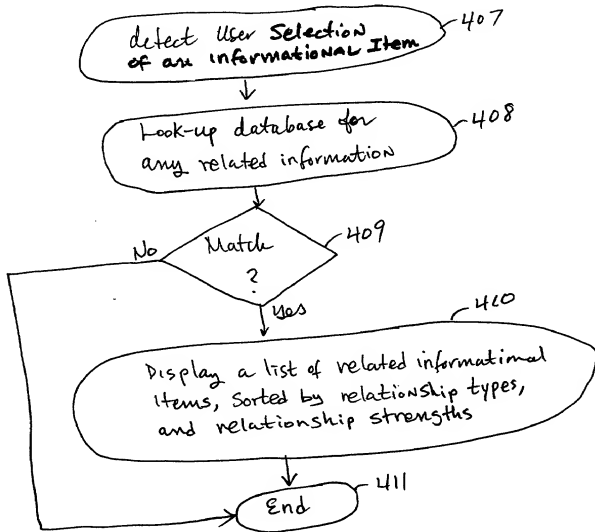 detect User Selection
of an informational Item
407
Look-up database for
any related information
408
Match
?
409
No
Yes
410
Display a list of related informational
Items, Sorted by relationship types,
and relationship strengths
End
411